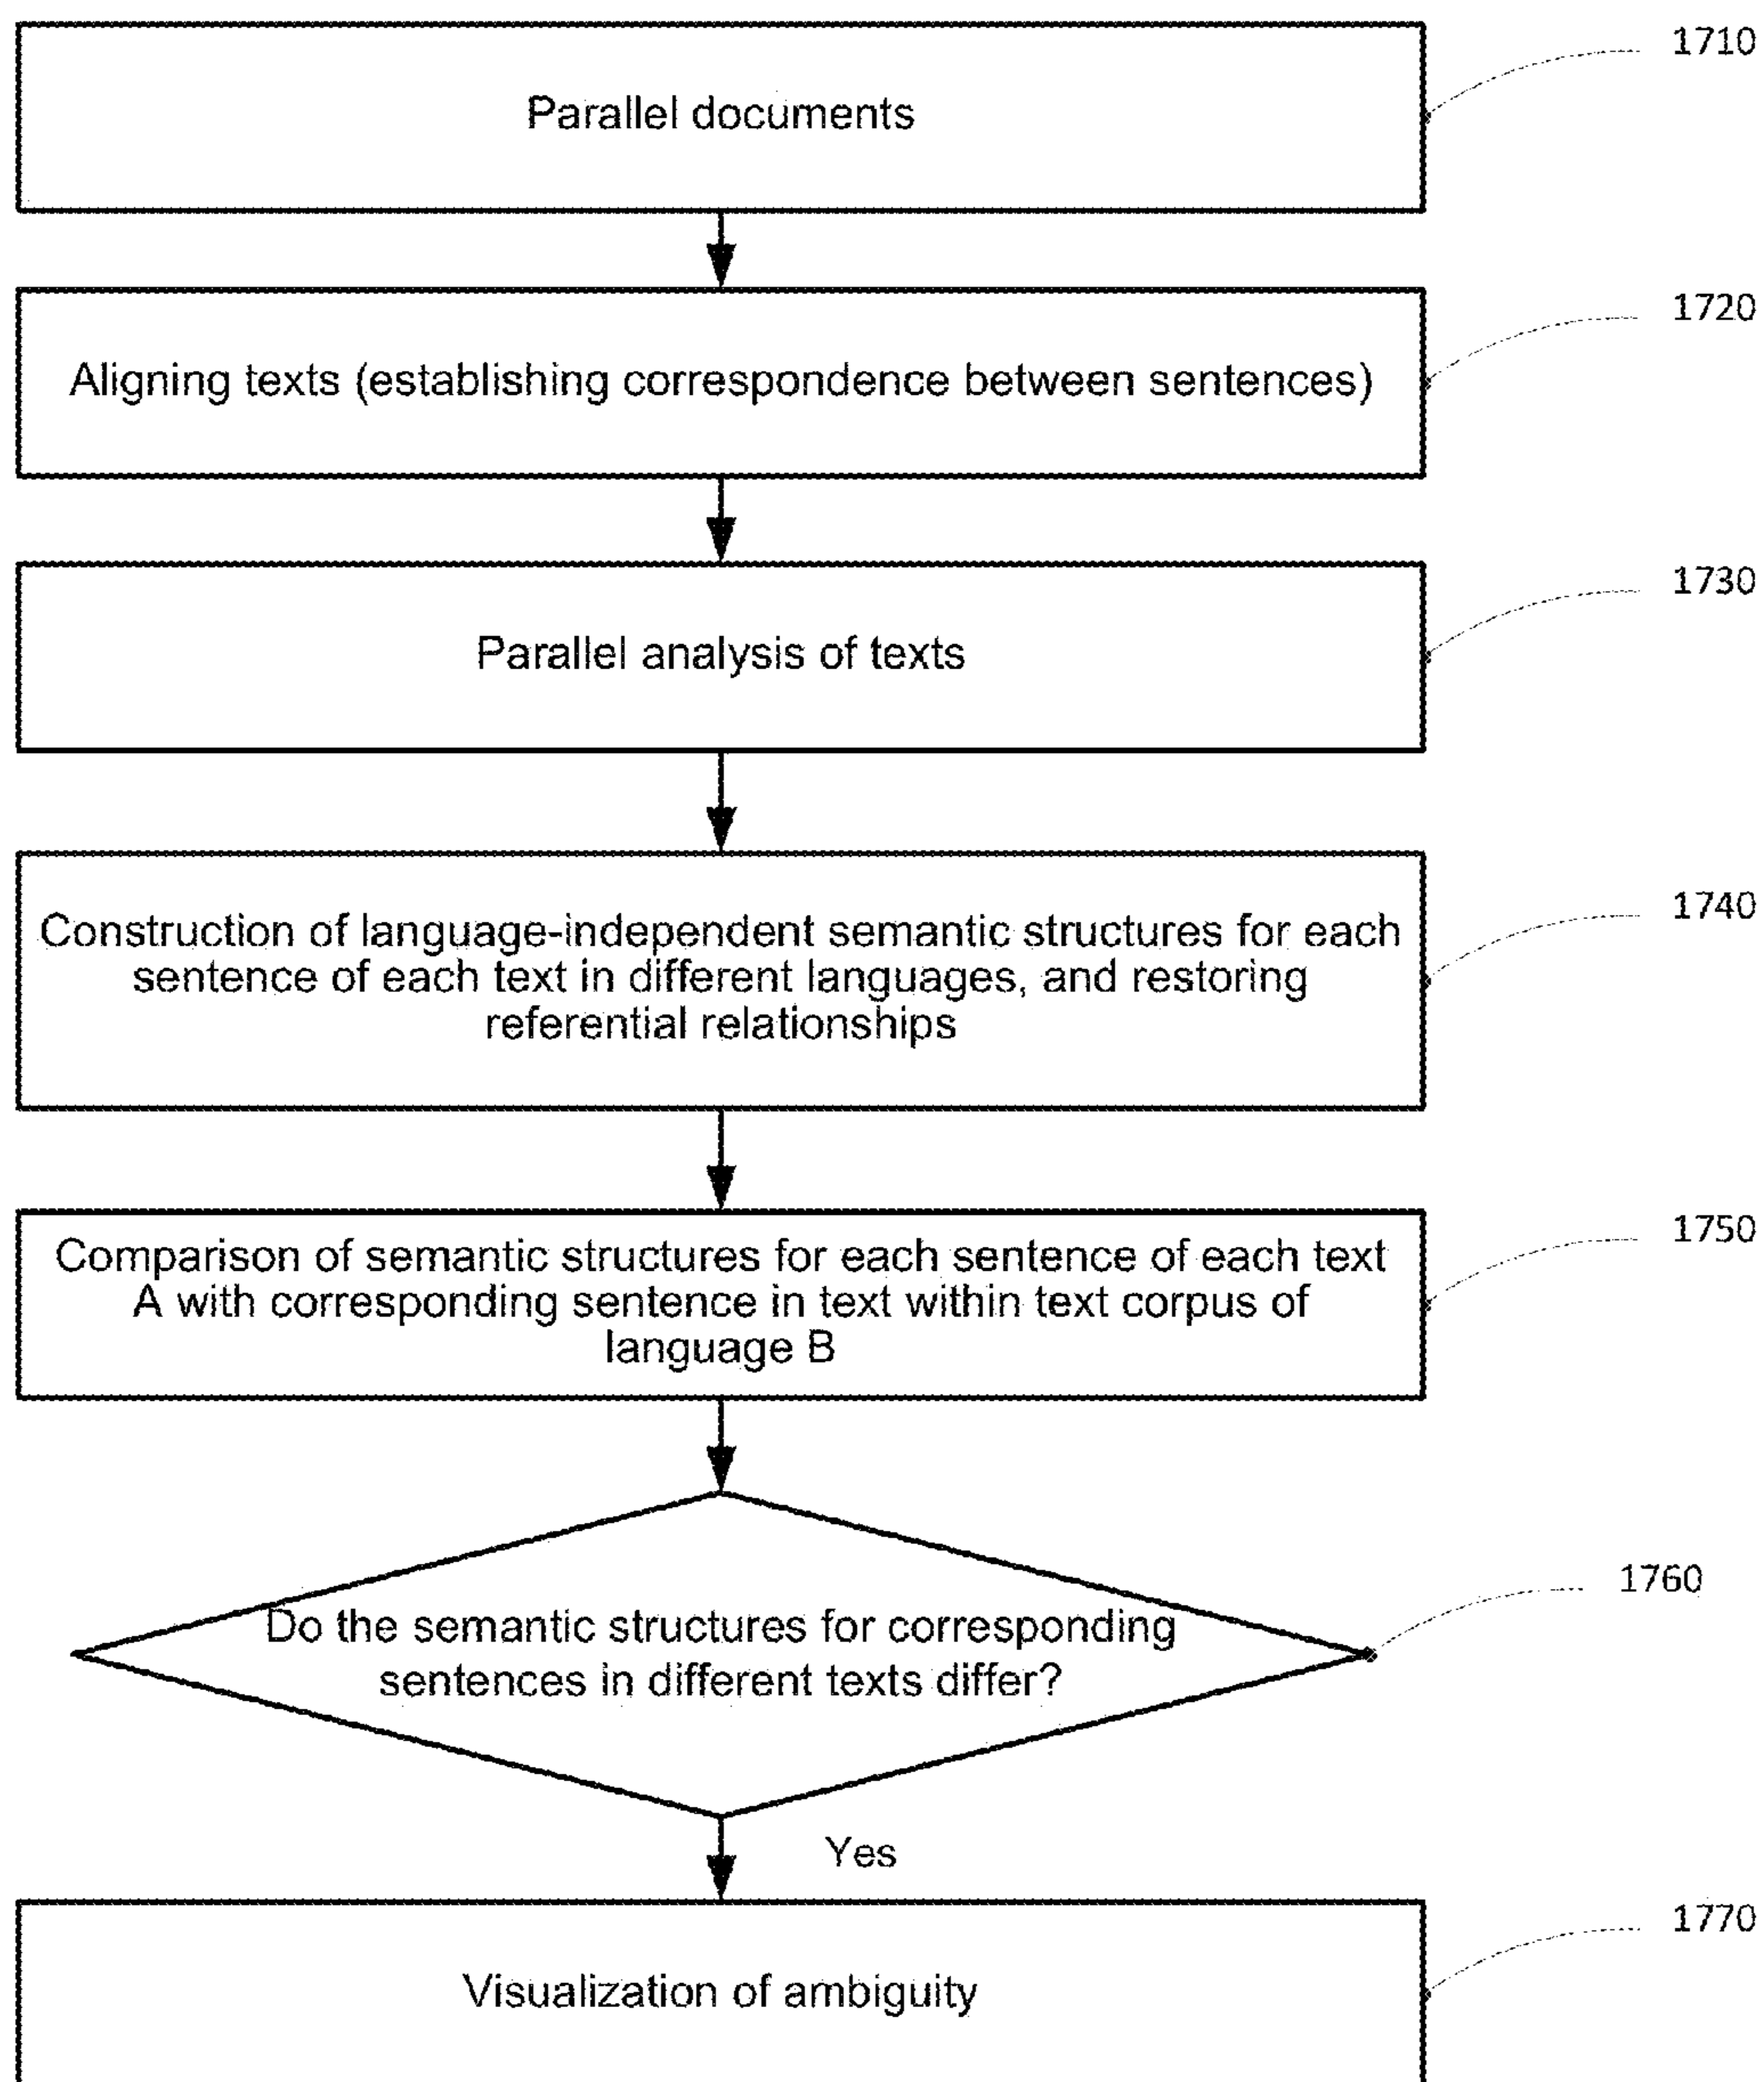 1710
Parallel documents
1720
Aligning texts (establishing correspondence between sentences)
1730
Parallel analysis of texts
1740
Construction of language-independent semantic structures for each
sentence of each text in different languages, and restoring
referential relationships
1750
Comparison of semantic structures for each sentence of each text
A with corresponding sentence in text within text corpus of
language B
1760
Do the semantic structures for corresponding
sentences in different texts differ?
Yes
1770
Visualization of ambiguity